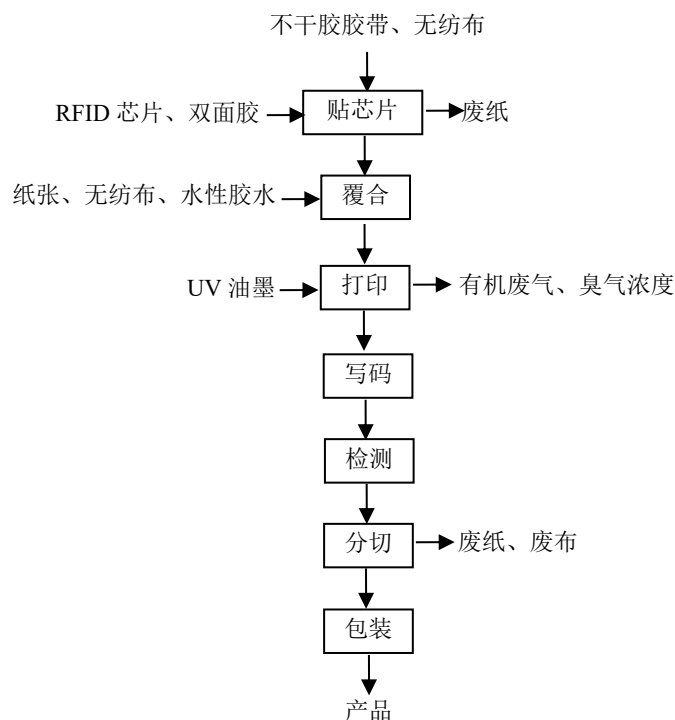 不干胶胶带、无纺布
RFID 芯片、双面胶
贴芯片
废纸
纸张、无纺布、水性胶水
覆合
UV 油墨
打印
有机废气、臭气浓度
写码
检测
分切
废纸、废布
包装
产品